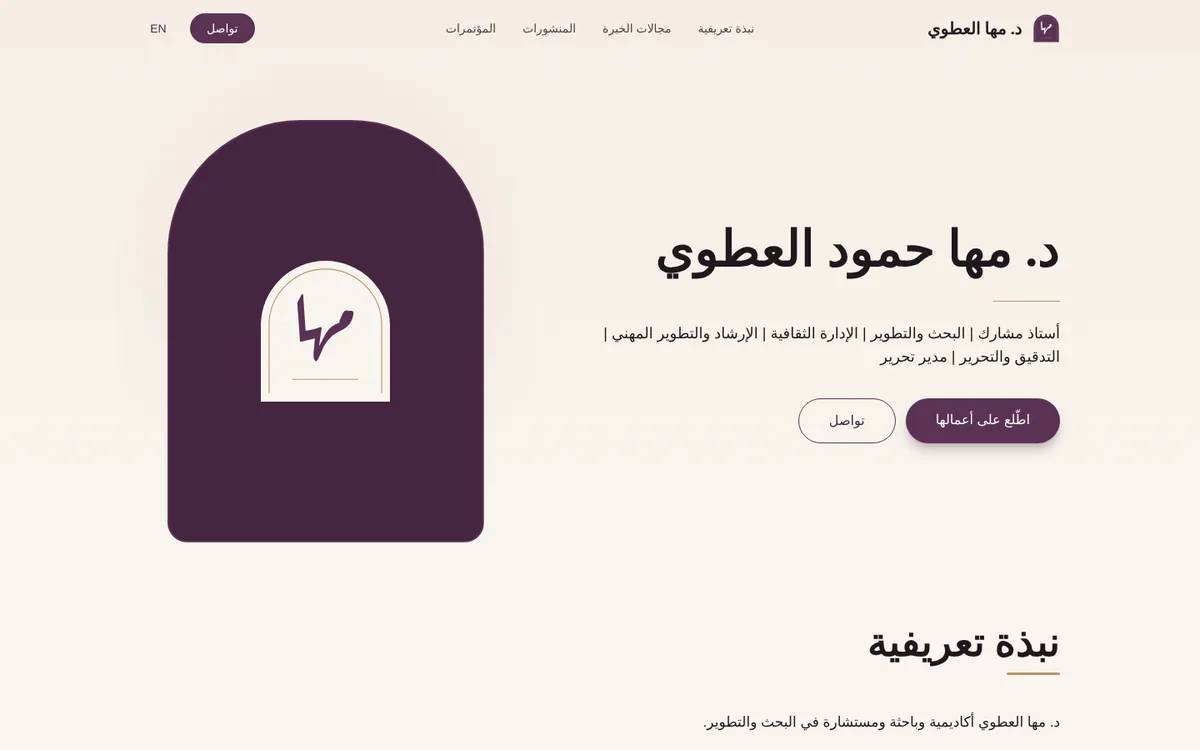 مها
د. مها العطوي
نبذة تعريفية
مجالات الخبرة
المنشورات
المؤتمرات
تواصل
EN
د. مها حمود العطوي
أستاذ مشارك | البحث والتطوير | الإدارة الثقافية | الإرشاد والتطوير المهني |
التدقيق والتحرير | مدير تحرير
اطّلع على أعمالها
تواصل
مها
نبذة تعريفية
د. مها العطوي أكاديمية وباحثة ومستشارة في البحث والتطوير.